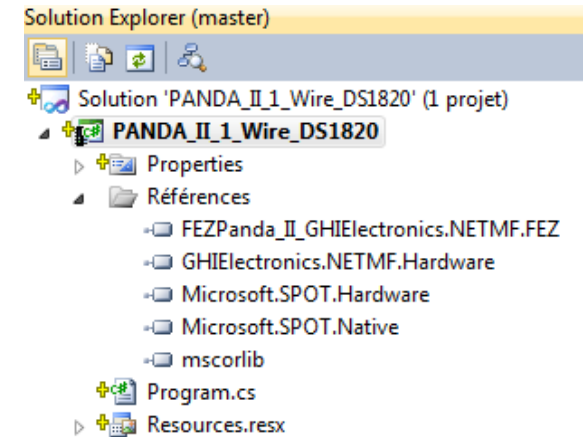 Solution Explorer (master)
Solution 'PANDA_II_1_Wire_DS1820' (1 projet)
PANDA_II_1_Wire_DS1820
Properties
Références
FEZPanda_II_GHIElectronics.NETMF.FEZ
GHIElectronics.NETMF.Hardware
Microsoft.SPOT.Hardware
Microsoft.SPOT.Native
mscorlib
Program.cs
Resources.resx